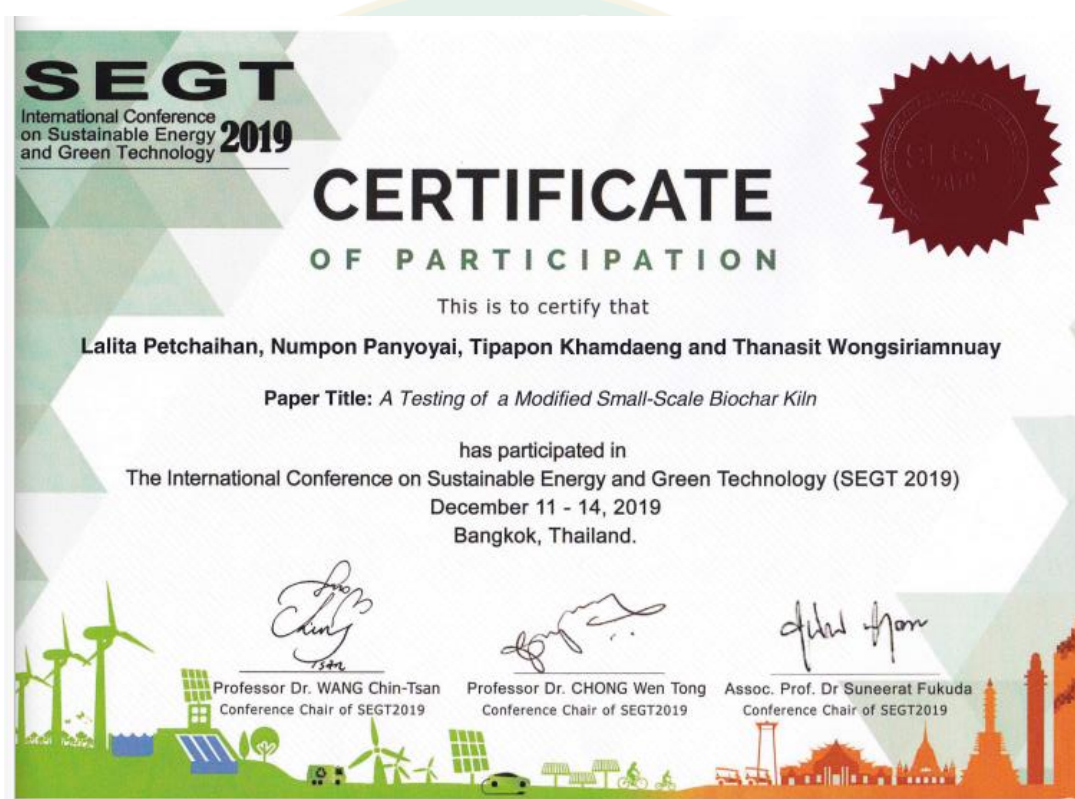 SEGT
International Conference
on Sustainable Energy
and Green Technology 2019
CERTIFICATE
OF PARTICIPATION
This is to certify that
Lalita Petchaihan, Numpon Panyoyai, Tipapon Khamdaeng and Thanasit Wongsiriamnuay
Paper Title: A Testing of a Modified Small-Scale Biochar Kiln
has participated in
The International Conference on Sustainable Energy and Green Technology (SEGT 2019)
December 11 - 14, 2019
Bangkok, Thailand.
Professor Dr. WANG Chin-Tsan
Conference Chair of SEGT2019
Professor Dr. CHONG Wen Tong
Conference Chair of SEGT2019
Assoc. Prof. Dr Suneerat Fukuda
Conference Chair of SEGT2019